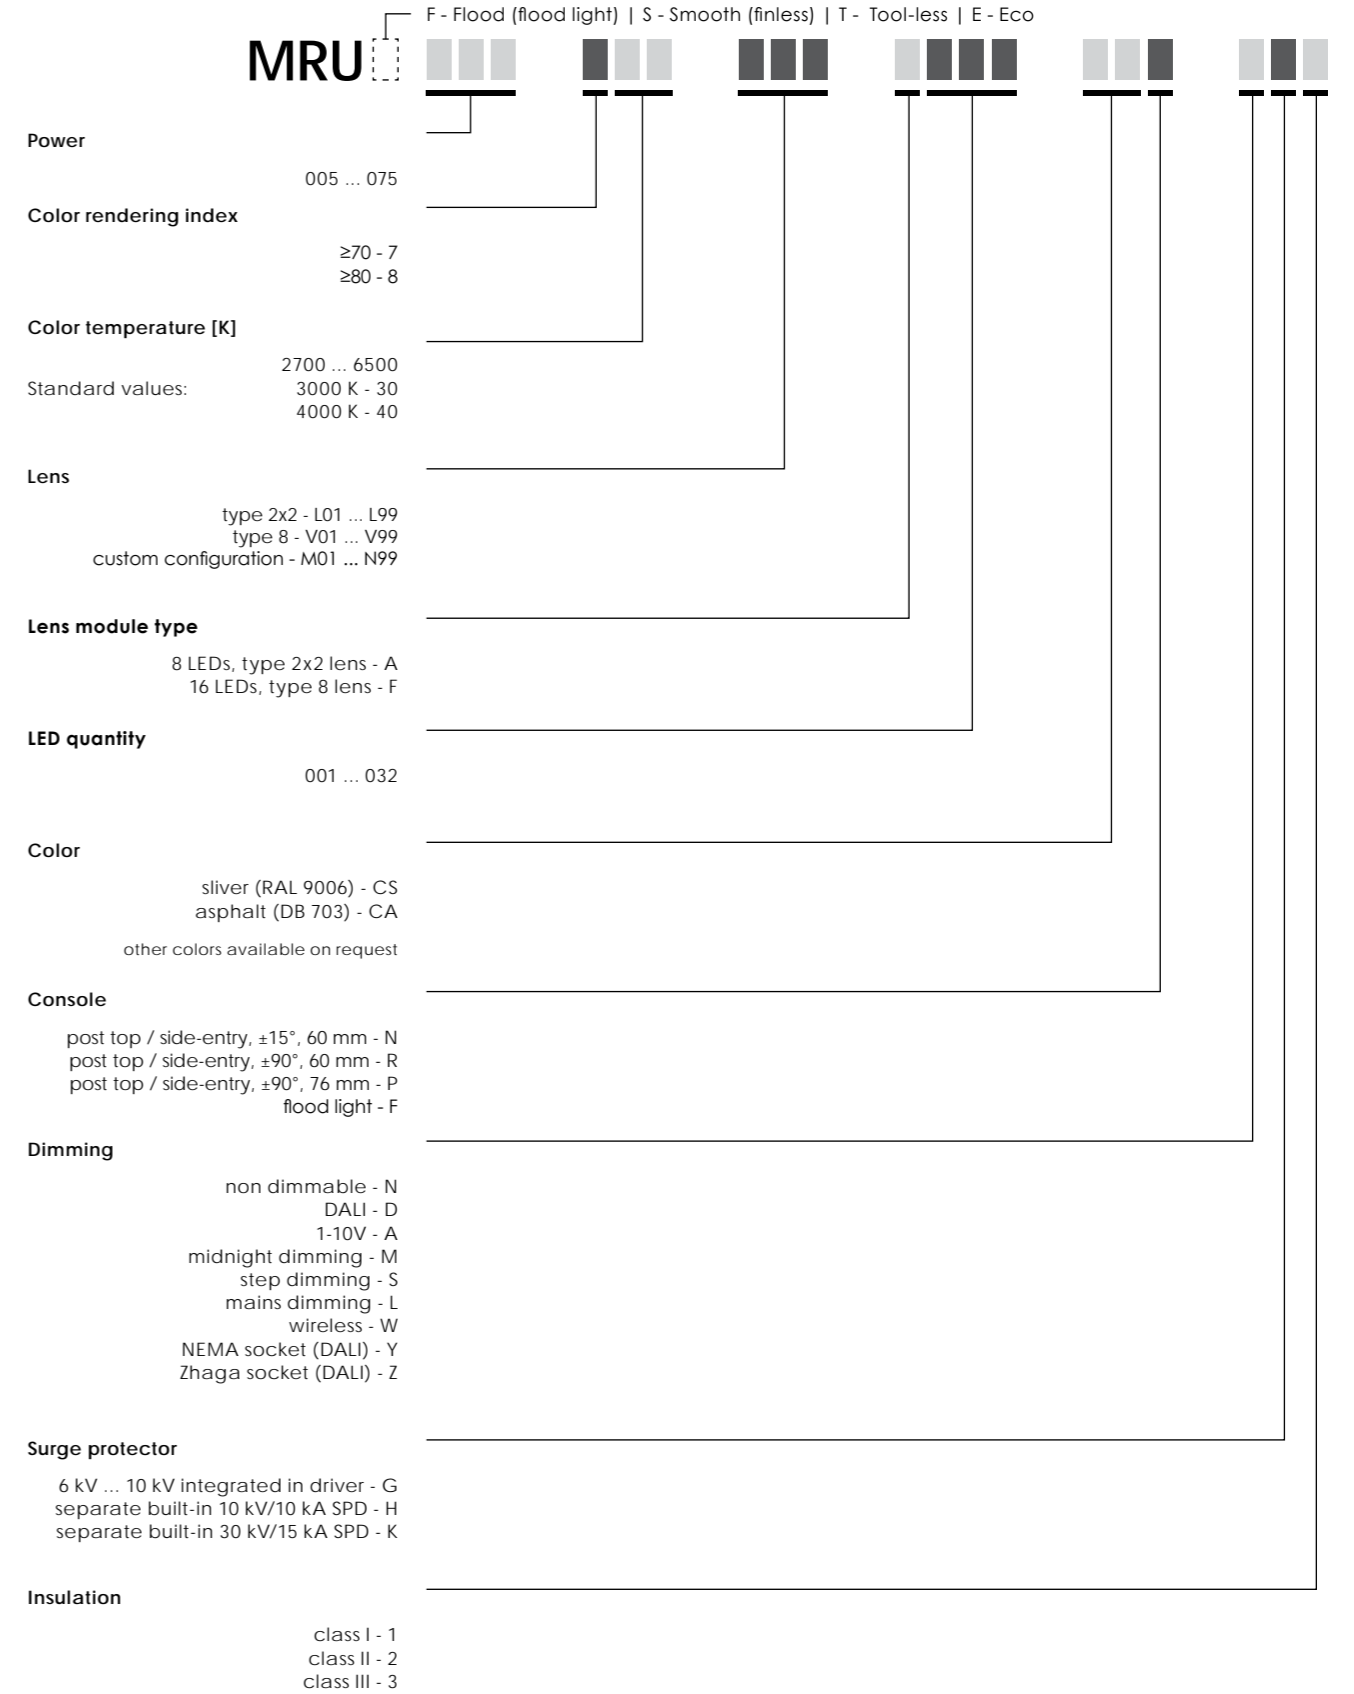 F - Flood (flood light) | S - Smooth (finless) | T - Tool-less | E - Eco
MRU
Power
005 ... 075
Color rendering index
≥70 - 7
≥80 - 8
Color temperature [K]
2700 ... 6500
Standard values: 3000 K - 30
4000 K - 40
Lens
type 2x2 - L01 ... L99
type 8 - V01 ... V99
custom configuration - M01 ... N99
Lens module type
8 LEDs, type 2x2 lens - A
16 LEDs, type 8 lens - F
LED quantity
001 ... 032
Color
sliver (RAL 9006) - CS
asphalt (DB 703) - CA
other colors available on request
Console
post top / side-entry, ±15°, 60 mm - N
post top / side-entry, ±90°, 60 mm - R
post top / side-entry, ±90°, 76 mm - P
flood light - F
Dimming
non dimmable - N
DALI - D
1-10V - A
midnight dimming - M
step dimming - S
mains dimming - L
wireless - W
NEMA socket (DALI) - Y
Zhaga socket (DALI) - Z
Surge protector
6 kV ... 10 kV integrated in driver - G
separate built-in 10 kV/10 kA SPD - H
separate built-in 30 kV/15 kA SPD - K
Insulation
class I - 1
class II - 2
class III - 3